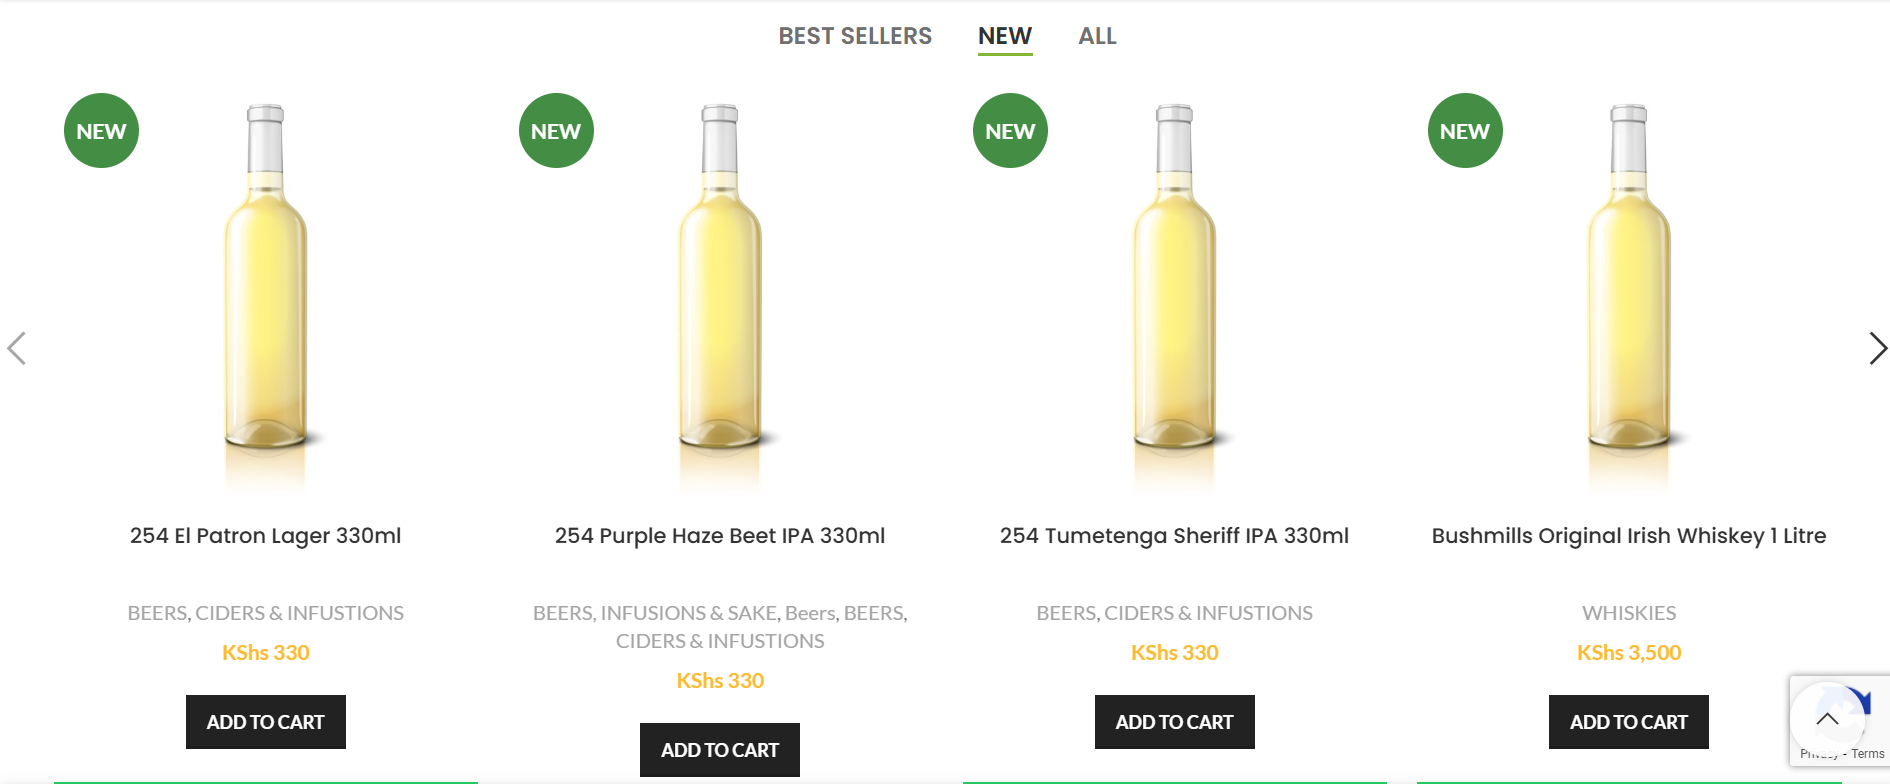 BEST SELLERS NEW ALL
NEW NEW NEW NEW
254 El Patron Lager 330ml
BEERS, CIDERS & INFUSTIONS
KShs 330
ADD TO CART
254 Purple Haze Beet IPA 330ml
BEERS, INFUSIONS & SAKE, Beers, BEERS,
CIDERS & INFUSTIONS
KShs 330
ADD TO CART
254 Tumetenga Sheriff IPA 330ml
BEERS, CIDERS & INFUSTIONS
KShs 330
ADD TO CART
Bushmills Original Irish Whiskey 1 Litre
WHISKIES
KShs 3,500
ADD TO CART
Privacy - Terms